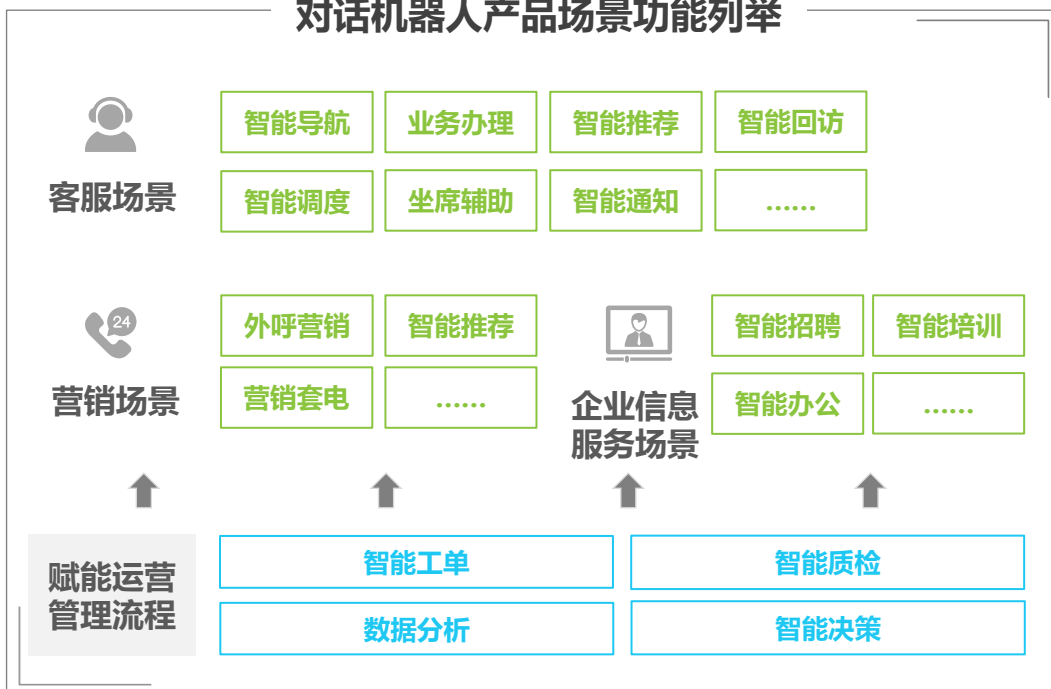 对话机器人产品场景功能列举
智能导航 业务办理 智能推荐 智能回访
客服场景
智能调度 坐席辅助 智能通知 ……
24
外呼营销 智能推荐
智能招聘 智能培训
营销场景
营销套电 ……
企业信息
服务场景
智能办公 ……
赋能运营
管理流程
智能工单 智能质检
数据分析 智能决策